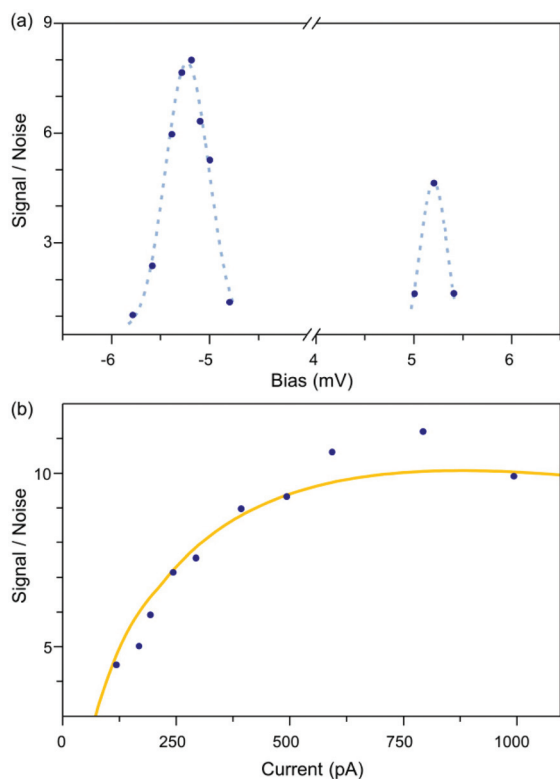 (a)
9
6
3
Signal / Noise
-6 -5 4 5 6
Bias (mV)
(b)
10
5
Signal / Noise
0 250 500 750 1000
Current (pA)